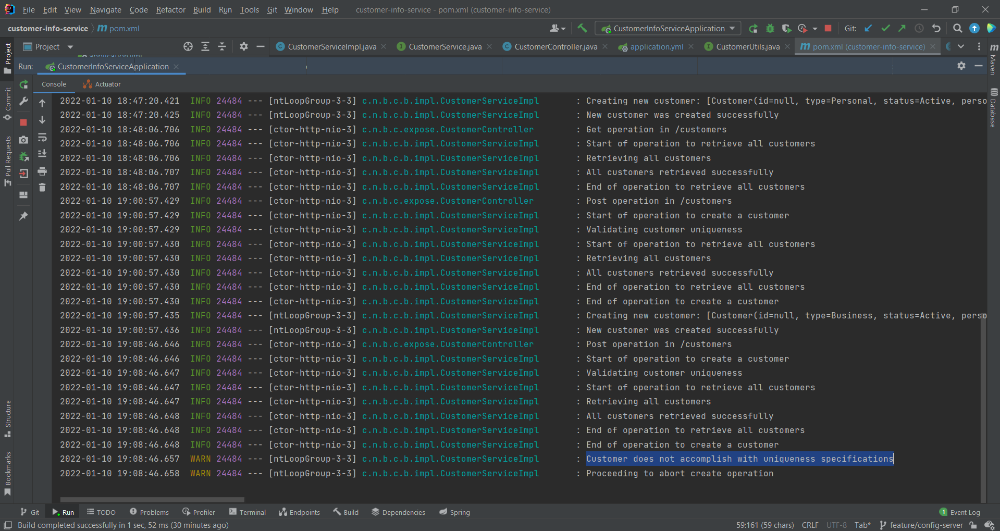 File Edit View Navigate Code Refactor Build Run Tools Git Window Help customer-info-service - pom.xml (customer-info-service)
customer-info-service m pom.xml CustomerInfoServiceApplication Git:
Project CustomerServiceImpl.java CustomerService.java CustomerController.java application.yml CustomerUtils.java pom.xml (customer-info-service)
application.yml
Run: CustomerInfoServiceApplication
Console Actuator
2022-01-10 18:47:20.421 INFO 24484 --- [ntLoopGroup-3-3] c.n.b.c.b.impl.CustomerServiceImpl : Creating new customer: [Customer(id=null, type=Personal, status=Active, perso
2022-01-10 18:47:20.425 INFO 24484 --- [ntLoopGroup-3-3] c.n.b.c.b.impl.CustomerServiceImpl : New customer was created successfully
2022-01-10 18:48:06.706 INFO 24484 --- [ctor-http-nio-3] c.n.b.c.expose.CustomerController : Get operation in /customers
2022-01-10 18:48:06.706 INFO 24484 --- [ctor-http-nio-3] c.n.b.c.b.impl.CustomerServiceImpl : Start of operation to retrieve all customers
2022-01-10 18:48:06.706 INFO 24484 --- [ctor-http-nio-3] c.n.b.c.b.impl.CustomerServiceImpl : Retrieving all customers
2022-01-10 18:48:06.707 INFO 24484 --- [ctor-http-nio-3] c.n.b.c.b.impl.CustomerServiceImpl : All customers retrieved successfully
2022-01-10 18:48:06.707 INFO 24484 --- [ctor-http-nio-3] c.n.b.c.b.impl.CustomerServiceImpl : End of operation to retrieve all customers
2022-01-10 19:00:57.429 INFO 24484 --- [ctor-http-nio-3] c.n.b.c.expose.CustomerController : Post operation in /customers
2022-01-10 19:00:57.429 INFO 24484 --- [ctor-http-nio-3] c.n.b.c.b.impl.CustomerServiceImpl : Start of operation to create a customer
2022-01-10 19:00:57.429 INFO 24484 --- [ctor-http-nio-3] c.n.b.c.b.impl.CustomerServiceImpl : Validating customer uniqueness
2022-01-10 19:00:57.430 INFO 24484 --- [ctor-http-nio-3] c.n.b.c.b.impl.CustomerServiceImpl : Start of operation to retrieve all customers
2022-01-10 19:00:57.430 INFO 24484 --- [ctor-http-nio-3] c.n.b.c.b.impl.CustomerServiceImpl : Retrieving all customers
2022-01-10 19:00:57.430 INFO 24484 --- [ctor-http-nio-3] c.n.b.c.b.impl.CustomerServiceImpl : All customers retrieved successfully
2022-01-10 19:00:57.430 INFO 24484 --- [ctor-http-nio-3] c.n.b.c.b.impl.CustomerServiceImpl : End of operation to retrieve all customers
2022-01-10 19:00:57.430 INFO 24484 --- [ctor-http-nio-3] c.n.b.c.b.impl.CustomerServiceImpl : End of operation to create a customer
2022-01-10 19:00:57.435 INFO 24484 --- [ntLoopGroup-3-3] c.n.b.c.b.impl.CustomerServiceImpl : Creating new customer: [Customer(id=null, type=Business, status=Active, perso
2022-01-10 19:00:57.436 INFO 24484 --- [ntLoopGroup-3-3] c.n.b.c.b.impl.CustomerServiceImpl : New customer was created successfully
2022-01-10 19:08:46.646 INFO 24484 --- [ctor-http-nio-3] c.n.b.c.expose.CustomerController : Post operation in /customers
2022-01-10 19:08:46.646 INFO 24484 --- [ctor-http-nio-3] c.n.b.c.b.impl.CustomerServiceImpl : Start of operation to create a customer
2022-01-10 19:08:46.647 INFO 24484 --- [ctor-http-nio-3] c.n.b.c.b.impl.CustomerServiceImpl : Validating customer uniqueness
2022-01-10 19:08:46.647 INFO 24484 --- [ctor-http-nio-3] c.n.b.c.b.impl.CustomerServiceImpl : Start of operation to retrieve all customers
2022-01-10 19:08:46.647 INFO 24484 --- [ctor-http-nio-3] c.n.b.c.b.impl.CustomerServiceImpl : Retrieving all customers
2022-01-10 19:08:46.648 INFO 24484 --- [ctor-http-nio-3] c.n.b.c.b.impl.CustomerServiceImpl : All customers retrieved successfully
2022-01-10 19:08:46.648 INFO 24484 --- [ctor-http-nio-3] c.n.b.c.b.impl.CustomerServiceImpl : End of operation to retrieve all customers
2022-01-10 19:08:46.648 INFO 24484 --- [ctor-http-nio-3] c.n.b.c.b.impl.CustomerServiceImpl : End of operation to create a customer
2022-01-10 19:08:46.657 WARN 24484 --- [ntLoopGroup-3-3] c.n.b.c.b.impl.CustomerServiceImpl : Customer does not accomplish with uniqueness specifications
2022-01-10 19:08:46.658 WARN 24484 --- [ntLoopGroup-3-3] c.n.b.c.b.impl.CustomerServiceImpl : Proceeding to abort create operation
Project
Commit
Pull Requests
Structure
Bookmarks
Maven
Database
Git Run TODO Problems Profiler Terminal Endpoints Build Dependencies Spring 1 Event Log
Build completed successfully in 1 sec, 52 ms (30 minutes ago) 59:161 (59 chars) CRLF UTF-8 Tab* feature/config-server